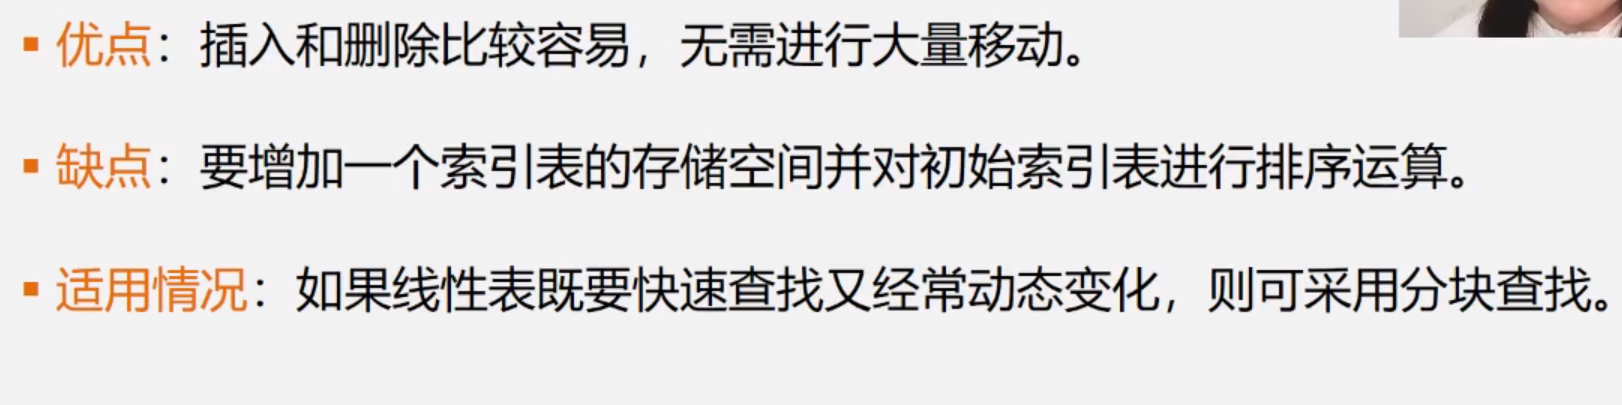 ▪ 优点：插入和删除比较容易，无需进行大量移动。
▪ 缺点：要增加一个索引表的存储空间并对初始索引表进行排序运算。
▪ 适用情况：如果线性表既要快速查找又经常动态变化，则可采用分块查找。